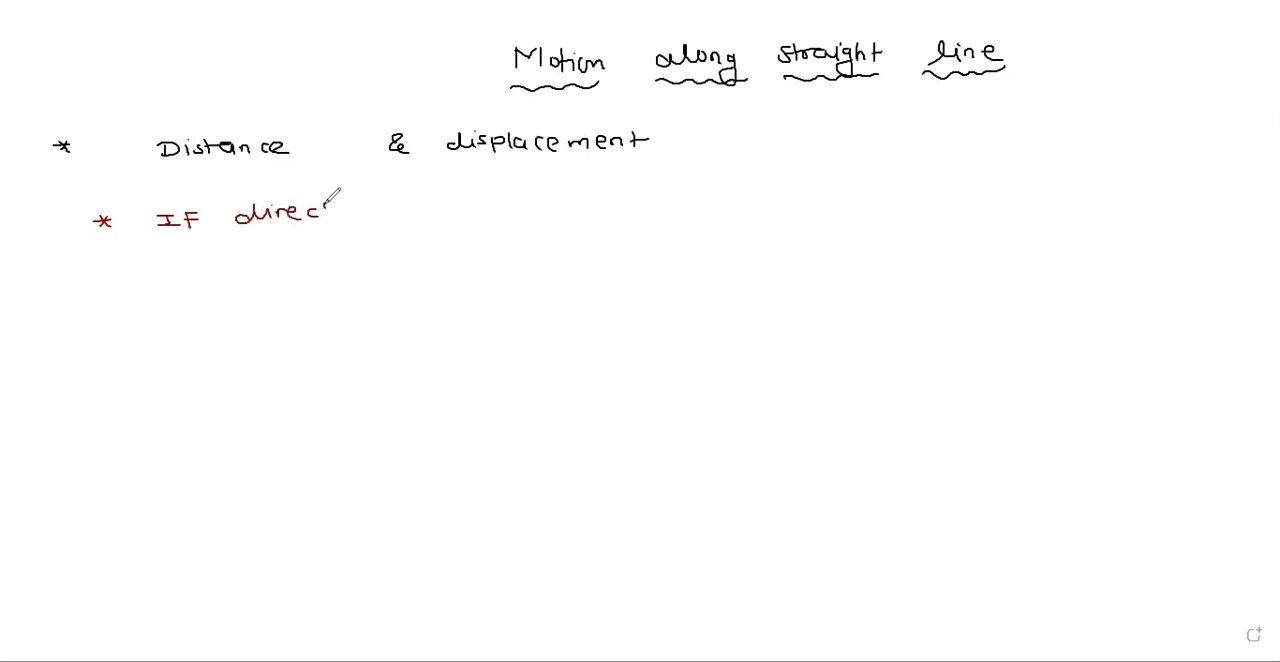 Motion along straight line
* Distance & displacement
* IF direc